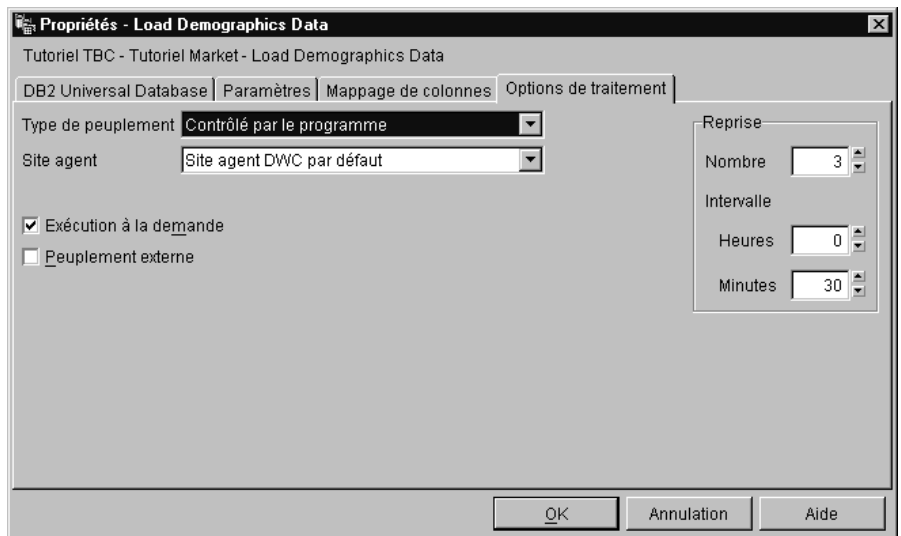 Propriétés - Load Demographics Data
Tutoriel TBC - Tutoriel Market - Load Demographics Data
DB2 Universal Database Paramètres Mappage de colonnes Options de traitement
Type de peuplement Contrôlé par le programme
Site agent Site agent DWC par défaut
Exécution à la demande
Peuplement externe
Reprise
Nombre 3
Intervalle
Heures 0
Minutes 30
OK Annulation Aide